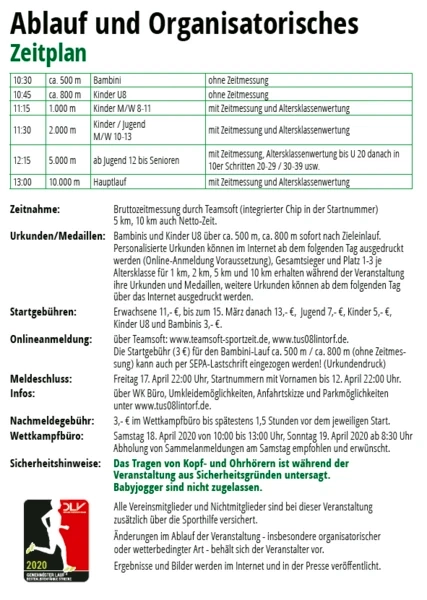 Ablauf und Organisatorisches
Zeitplan
10:30 ca. 500 m Bambini ohne Zeitmessung
10:45 ca. 800 m Kinder U8 ohne Zeitmessung
11:15 1.000 m Kinder M/W 8-11 mit Zeitmessung und Altersklassenwertung
11:30 2.000 m Kinder / Jugend M/W 10-13 mit Zeitmessung und Altersklassenwertung
12:15 5.000 m ab Jugend 12 bis Senioren mit Zeitmessung, Altersklassenwertung bis U 20 danach in
10er Schritten 20-29 / 30-39 usw.
13:00 10.000 m Hauptlauf mit Zeitmessung und Altersklassenwertung
Zeitnahme: Bruttozeitmessung durch Teamsoft (integrierter Chip in der Startnummer)
5 km, 10 km auch Netto-Zeit.
Urkunden/Medaillen: Bambinis und Kinder U8 über ca. 500 m, ca. 800 m sofort nach Zieleinlauf.
Personalisierte Urkunden können im Internet ab dem folgenden Tag ausgedruckt
werden (Online-Anmeldung Voraussetzung), Gesamtsieger und Platz 1-3 je
Altersklasse für 1 km, 2 km, 5 km und 10 km erhalten während der Veranstaltung
ihre Urkunden und Medaillen, weitere Urkunden können ab dem folgenden Tag
über das Internet ausgedruckt werden.
Startgebühren: Erwachsene 11,- €, bis zum 15. März danach 13,- €, Jugend 7,- €, Kinder 5,- €,
Kinder U8 und Bambinis 3,- €.
Onlineanmeldung: über Teamsoft: www.teamsoft-sportzeit.de, www.tus08lintorf.de.
Die Startgebühr (3 €) für den Bambini-Lauf ca. 500 m / ca. 800 m (ohne Zeitmes-
sung) kann auch per SEPA-Lastschrift eingezogen werden! (Urkundendruck)
Meldeschluss: Freitag 17. April 22:00 Uhr, Startnummern mit Vornamen bis 12. April 22:00 Uhr.
Infos: über WK Büro, Umkleidemöglichkeiten, Anfahrtskizze und Parkmöglichkeiten
unter www.tus08lintorf.de
Nachmeldegebühr: 3,- € im Wettkampfbüro bis spätestens 1,5 Stunden vor dem jeweiligen Start.
Wettkampfbüro: Samstag 18. April 2020 von 10:00 bis 13:00 Uhr, Sonntag 19. April 2020 ab 8:30 Uhr
Abholung von Sammelanmeldungen am Samstag empfohlen und erwünscht.
Sicherheitshinweise: Das Tragen von Kopf- und Ohrhörern ist während der
Veranstaltung aus Sicherheitsgründen untersagt.
Babyjogger sind nicht zugelassen.
DLV
2020
Alle Vereinsmitglieder und Nichtmitglieder sind bei dieser Veranstaltung
zusätzlich über die Sporthilfe versichert.
Änderungen im Ablauf der Veranstaltung - insbesondere organisatorischer
oder wetterbedingter Art - behält sich der Veranstalter vor.
Ergebnisse und Bilder werden im Internet und in der Presse veröffentlicht.